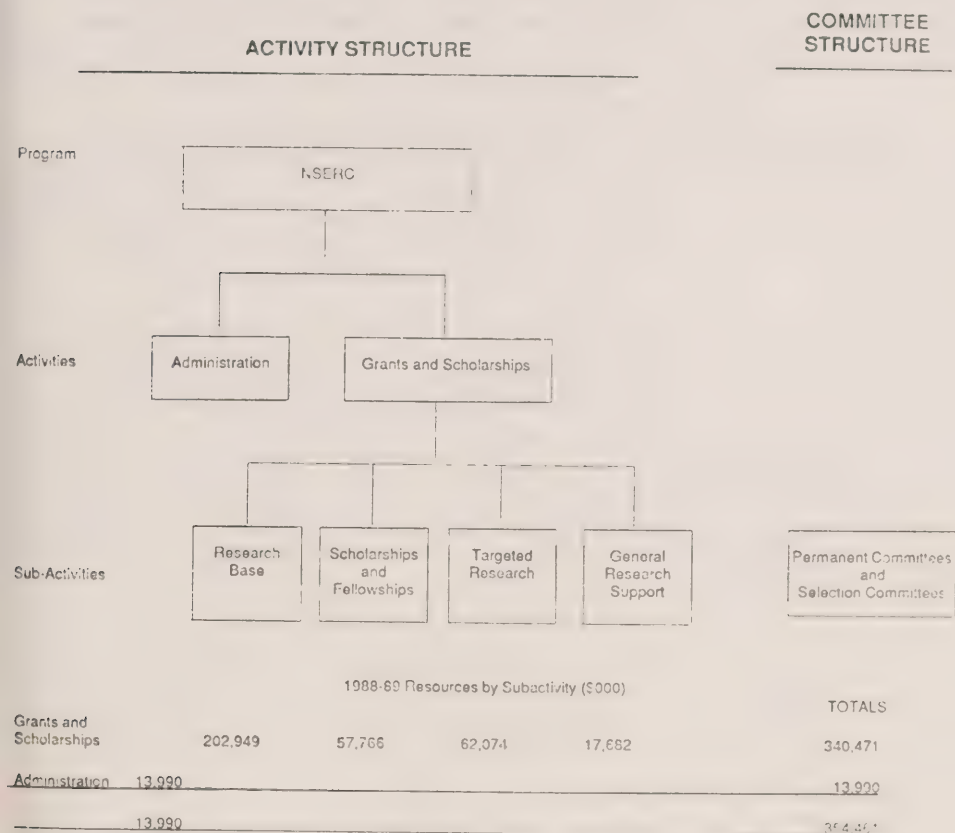 COMMITTEE
STRUCTURE
ACTIVITY STRUCTURE
Program
NSERC
Activities
Administration
Grants and Scholarships
Sub-Activities
Research
Base
Scholarships
and
Fellowships
Targeted
Research
General
Research
Support
Permanent Committees
and
Selection Committees
1988-89 Resources by Subactivity ($000)
TOTALS
Grants and
Scholarships 202,949 57,766 62,074 17,682 340,471
Administration 13,990 13,990
13,990 354,461